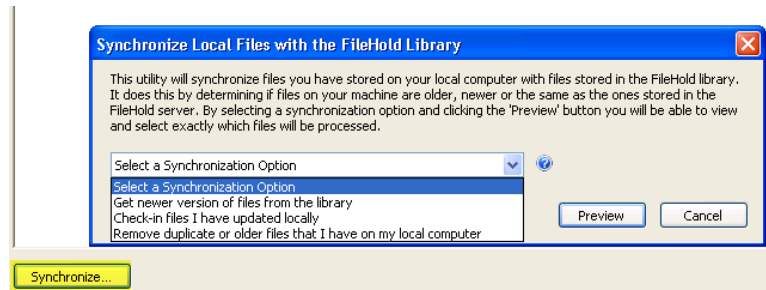 Synchronize Local Files with the FileHold Library
This utility will synchronize files you have stored on your local computer with files stored in the FileHold library.
It does this by determining if files on your machine are older, newer or the same as the ones stored in the
FileHold server. By selecting a synchronization option and clicking the 'Preview' button you will be able to view
and select exactly which files will be processed.
Select a Synchronization Option
Select a Synchronization Option
Get newer version of files from the library
Check-in files I have updated locally
Remove duplicate or older files that I have on my local computer
Preview Cancel
Synchronize...